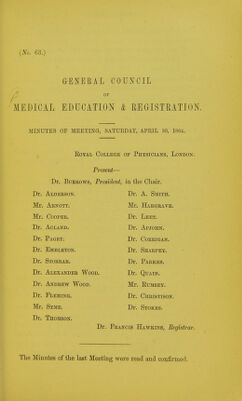 (No. 63.)
GENERAL COUNCIL
OF
MEDICAL EDUCATION & REGISTRATION.
MINUTES OF MEETING, SATURDAY, APRIL 30, 1864.
ROYAL COLLEGE OF PHYSICIANS, LONDON.
Present—
Dr. BURROWS, President, in the Chair.
Dr. ALDERSON.
Mr. ARNOTT.
Mr. COOPER.
Dr. ACLAND.
Dr. PAGET.
Dr. EMBLETON.
Dr. STORRAR.
Dr. ALEXANDER WOOD.
Dr. ANDREW WOOD.
Dr. FLEMING.
Mr. SYME.
Dr. THOMSON.
Dr. A. SMITH.
Mr. HARGRAVE.
Dr. LEET.
Dr. APJOHN.
Dr. CORRIGAN.
Dr. SHARPEY.
Dr. PARKES.
Dr. QUAIN.
Mr. RUMSEY.
Dr. CHRISTISON.
Dr. STOKES.
Dr. FRANCIS HAWKINS, Registrar.
The Minutes of the last Meeting were read and confirmed.